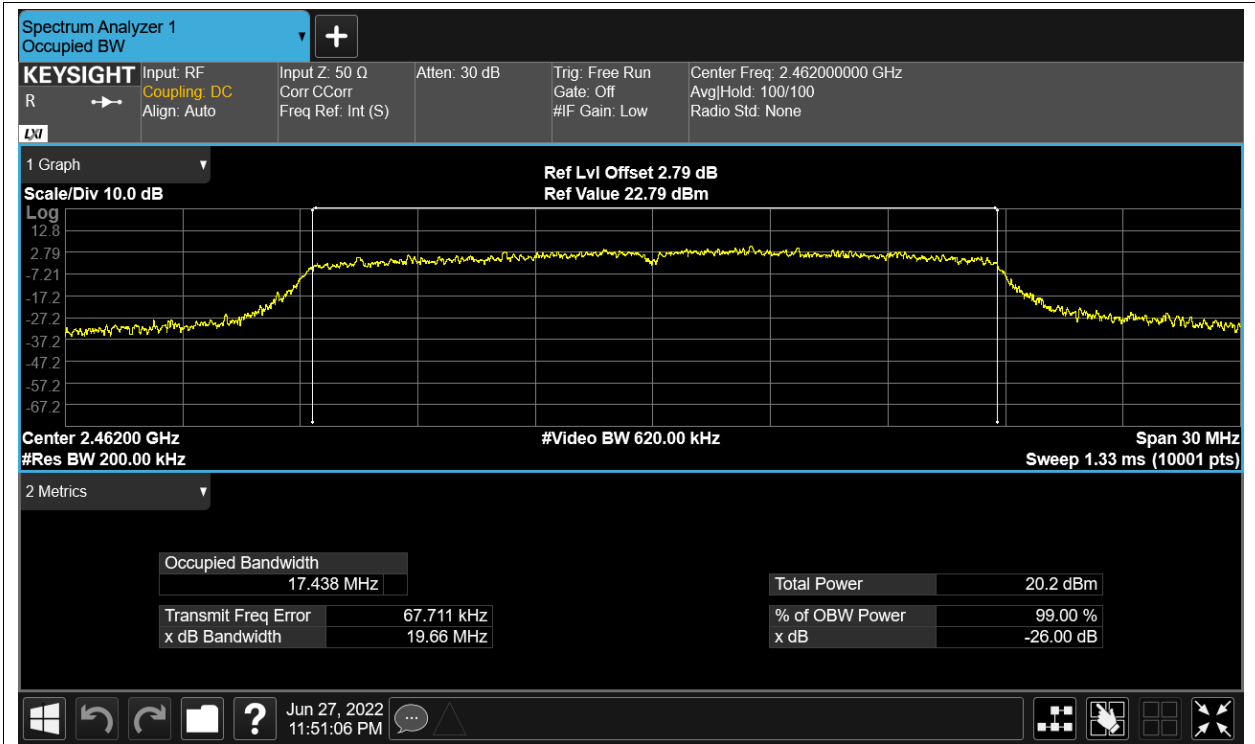 Spectrum Analyzer 1
Occupied BW
KEYSIGHT
R
LXI
Input: RF
Coupling: DC
Align: Auto
Input Z: 50 Ω
Corr CCorr
Freq Ref: Int (S)
Atten: 30 dB
Trig: Free Run
Gate: Off
#IF Gain: Low
Center Freq: 2.462000000 GHz
Avg|Hold: 100/100
Radio Std: None
1 Graph
Scale/Div 10.0 dB
Ref Lvl Offset 2.79 dB
Ref Value 22.79 dBm
Log
12.8
2.79
-7.21
-17.2
-27.2
-37.2
-47.2
-57.2
-67.2
Center 2.46200 GHz
#Video BW 620.00 kHz
Span 30 MHz
#Res BW 200.00 kHz
Sweep 1.33 ms (10001 pts)
2 Metrics
Occupied Bandwidth
17.438 MHz
Total Power 20.2 dBm
Transmit Freq Error 67.711 kHz
% of OBW Power 99.00 %
x dB Bandwidth 19.66 MHz
x dB -26.00 dB
?
Jun 27, 2022
11:51:06 PM